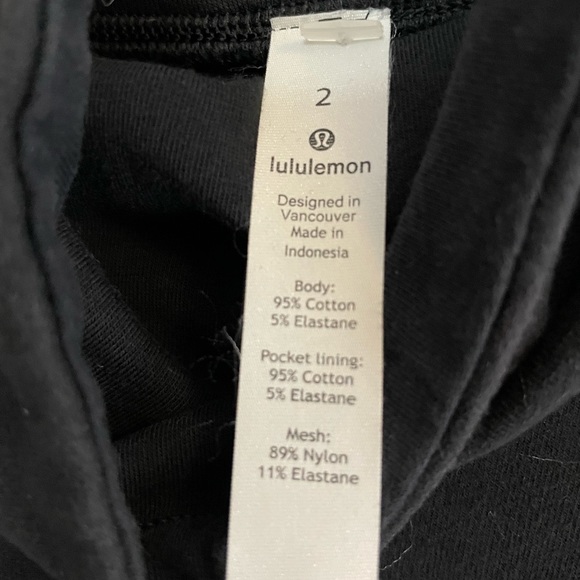 2
lululemon
Designed in
Vancouver
Made in
Indonesia
Body:
95% Cotton
5% Elastane
Pocket lining:
95% Cotton
5% Elastane
Mesh:
89% Nylon
11% Elastane